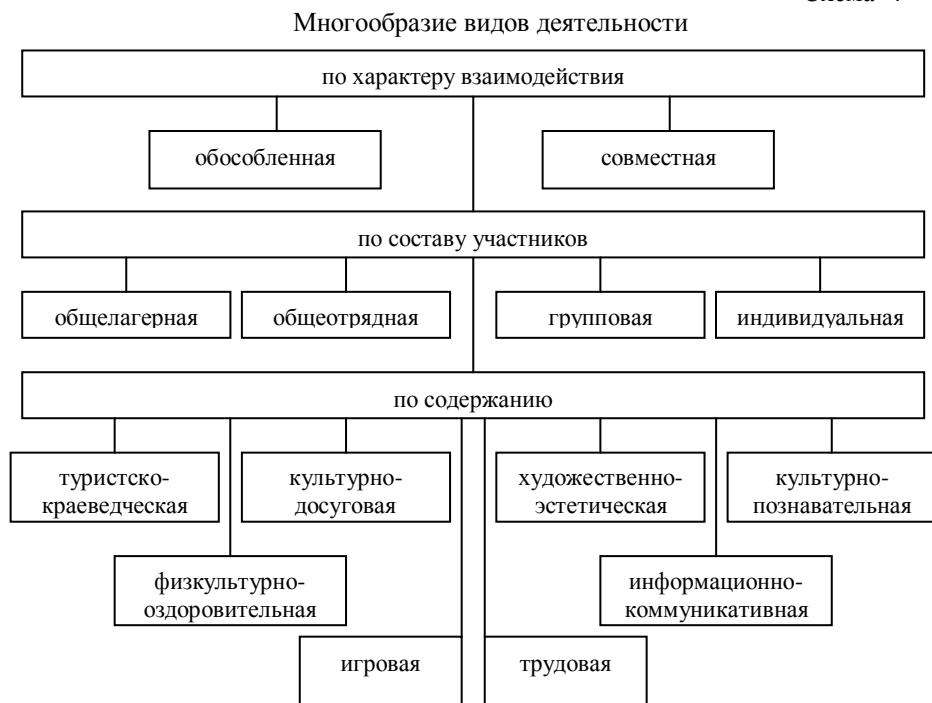 Многообразие видов деятельности
по характеру взаимодействия
обособленная
совместная
по составу участников
общелагерная
общеотрядная
групповая
индивидуальная
по содержанию
туристско-
краеведческая
культурно-
досуговая
художественно-
эстетическая
культурно-
познавательная
физкультурно-
оздоровительная
информационно-
коммуникативная
игровая
трудовая